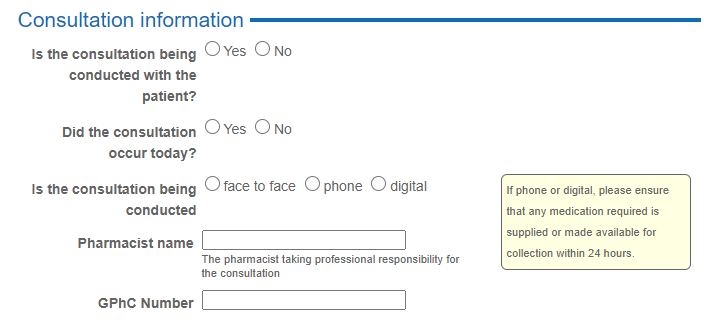 Consultation information
Is the consultation being Yes No
conducted with the
patient?
Did the consultation Yes No
occur today?
Is the consultation being face to face phone digital
conducted
If phone or digital, please ensure
that any medication required is
supplied or made available for
collection within 24 hours.
Pharmacist name
The pharmacist taking professional responsibility for
the consultation
GPhC Number